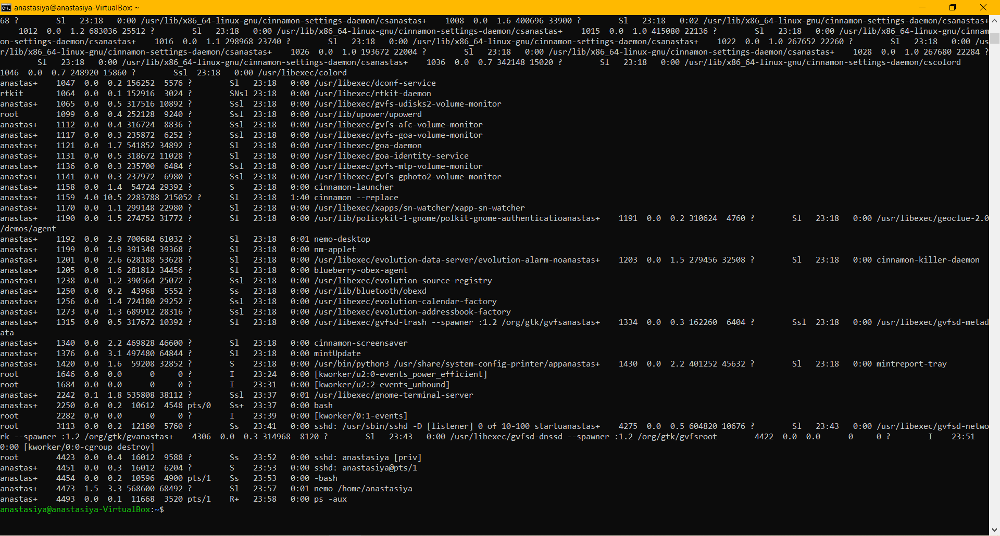 anastasiya@anastasiya-VirtualBox: ~
68 ?        Sl   23:18   0:00 /usr/lib/x86_64-linux-gnu/cinnamon-settings-daemon/csanastas+    1008  0.0  1.6 400696 33900 ?        Sl   23:18   0:02 /usr/lib/x86_64-linux-gnu/cinnamon-settings-daemon/csanastas+
    1012  0.0  1.2 683036 25512 ?        Sl   23:18   0:00 /usr/lib/x86_64-linux-gnu/cinnamon-settings-daemon/csanastas+    1015  0.0  1.0 415080 22136 ?        Sl   23:18   0:00 /usr/lib/x86_64-linux-gnu/cinnam
on-settings-daemon/csanastas+    1016  0.0  1.1 298968 23740 ?        Sl   23:18   0:00 /usr/lib/x86_64-linux-gnu/cinnamon-settings-daemon/csanastas+    1022  0.0  1.0 267652 22260 ?        Sl   23:18   0:00 /us
r/lib/x86_64-linux-gnu/cinnamon-settings-daemon/csanastas+    1026  0.0  1.0 193672 22004 ?        Sl   23:18   0:00 /usr/lib/x86_64-linux-gnu/cinnamon-settings-daemon/csanastas+    1028  0.0  1.0 267680 22284 ?
        Sl   23:18   0:00 /usr/lib/x86_64-linux-gnu/cinnamon-settings-daemon/csanastas+    1036  0.0  0.7 342148 15020 ?        Sl   23:18   0:00 /usr/lib/x86_64-linux-gnu/cinnamon-settings-daemon/cscolord
1046  0.0  0.7 248920 15860 ?        Ssl  23:18   0:00 /usr/libexec/colord
anastas+    1047  0.0  0.2 156252  5576 ?        Sl   23:18   0:00 /usr/libexec/dconf-service
rtkit       1064  0.0  0.1 152916  3024 ?        SNsl 23:18   0:00 /usr/libexec/rtkit-daemon
anastas+    1065  0.0  0.5 317516 10892 ?        Ssl  23:18   0:00 /usr/libexec/gvfs-udisks2-volume-monitor
root        1099  0.0  0.4 252128  9240 ?        Ssl  23:18   0:00 /usr/lib/upower/upowerd
anastas+    1112  0.0  0.4 316724  8836 ?        Ssl  23:18   0:00 /usr/libexec/gvfs-afc-volume-monitor
anastas+    1117  0.0  0.3 235872  6252 ?        Ssl  23:18   0:00 /usr/libexec/gvfs-goa-volume-monitor
anastas+    1121  0.0  1.7 541852 34892 ?        Sl   23:18   0:00 /usr/libexec/goa-daemon
anastas+    1131  0.0  0.5 318672 11028 ?        Sl   23:18   0:00 /usr/libexec/goa-identity-service
anastas+    1136  0.0  0.3 235700  6484 ?        Ssl  23:18   0:00 /usr/libexec/gvfs-mtp-volume-monitor
anastas+    1141  0.0  0.3 237972  6980 ?        Ssl  23:18   0:00 /usr/libexec/gvfs-gphoto2-volume-monitor
anastas+    1158  0.0  1.4  54724 29392 ?        S    23:18   0:00 cinnamon-launcher
anastas+    1159  4.0 10.5 2283788 215052 ?      Sl   23:18   1:40 cinnamon --replace
anastas+    1170  0.0  1.1 299148 22980 ?        Sl   23:18   0:00 /usr/libexec/xapps/sn-watcher/xapp-sn-watcher
anastas+    1190  0.0  1.5 274752 31772 ?        Sl   23:18   0:00 /usr/lib/policykit-1-gnome/polkit-gnome-authenticatioanastas+    1191  0.0  0.2 310624  4760 ?        Sl   23:18   0:00 /usr/libexec/geoclue-2.0
/demos/agent
anastas+    1192  0.0  2.9 700684 61032 ?        Sl   23:18   0:01 nemo-desktop
anastas+    1199  0.0  1.9 391348 39368 ?        Sl   23:18   0:00 nm-applet
anastas+    1201  0.0  2.6 628188 53628 ?        Sl   23:18   0:00 /usr/libexec/evolution-data-server/evolution-alarm-noanastas+    1203  0.0  1.5 279456 32508 ?        Sl   23:18   0:00 cinnamon-killer-daemon
anastas+    1205  0.0  1.6 281812 34456 ?        Sl   23:18   0:00 blueberry-obex-agent
anastas+    1238  0.0  1.2 390564 25072 ?        Ssl  23:18   0:00 /usr/libexec/evolution-source-registry
anastas+    1250  0.0  0.2  43968  5552 ?        Ss   23:18   0:00 /usr/lib/bluetooth/obexd
anastas+    1256  0.0  1.4 724180 29252 ?        Ssl  23:18   0:00 /usr/libexec/evolution-calendar-factory
anastas+    1273  0.0  1.3 689912 28316 ?        Ssl  23:18   0:00 /usr/libexec/evolution-addressbook-factory
anastas+    1315  0.0  0.5 317672 10392 ?        Sl   23:18   0:00 /usr/libexec/gvfsd-trash --spawner :1.2 /org/gtk/gvfsanastas+    1334  0.0  0.3 162260  6404 ?        Ssl  23:18   0:00 /usr/libexec/gvfsd-metad
ata
anastas+    1340  0.0  2.2 469828 46600 ?        Sl   23:18   0:00 cinnamon-screensaver
anastas+    1376  0.0  3.1 497480 64844 ?        Sl   23:18   0:00 mintUpdate
anastas+    1420  0.0  1.6  59208 32852 ?        S    23:18   0:00 /usr/bin/python3 /usr/share/system-config-printer/appanastas+    1430  0.0  2.2 401252 45632 ?        Sl   23:18   0:00 mintreport-tray
root        1646  0.0  0.0      0     0 ?        I    23:24   0:00 [kworker/u2:0-events_power_efficient]
root        1684  0.0  0.0      0     0 ?        I    23:31   0:00 [kworker/u2:2-events_unbound]
anastas+    2242  0.1  1.8 535808 38112 ?        Ssl  23:37   0:01 /usr/libexec/gnome-terminal-server
anastas+    2250  0.0  0.2  10612  4548 pts/0    Ss+  23:37   0:00 bash
root        2282  0.0  0.0      0     0 ?        I    23:39   0:00 [kworker/0:1-events]
root        3113  0.0  0.2  12160  5760 ?        Ss   23:41   0:00 sshd: /usr/sbin/sshd -D [listener] 0 of 10-100 startuanastas+    4275  0.0  0.5 604820 10676 ?        Sl   23:43   0:00 /usr/libexec/gvfsd-netwo
rk --spawner :1.2 /org/gtk/gvanastas+    4306  0.0  0.3 314968  8120 ?        Sl   23:43   0:00 /usr/libexec/gvfsd-dnssd --spawner :1.2 /org/gtk/gvfsroot        4422  0.0  0.0      0     0 ?        I    23:51
0:00 [kworker/0:0-cgroup_destroy]
root        4423  0.0  0.4  16012  9588 ?        Ss   23:52   0:00 sshd: anastasiya [priv]
anastas+    4451  0.0  0.3  16012  6204 ?        S    23:53   0:00 sshd: anastasiya@pts/1
anastas+    4454  0.0  0.2  10596  4900 pts/1    Ss   23:53   0:00 -bash
anastas+    4473  1.5  3.3 568600 68492 ?        Sl   23:57   0:01 nemo /home/anastasiya
anastas+    4493  0.0  0.1  11668  3520 pts/1    R+   23:58   0:00 ps -aux
anastasiya@anastasiya-VirtualBox:~$